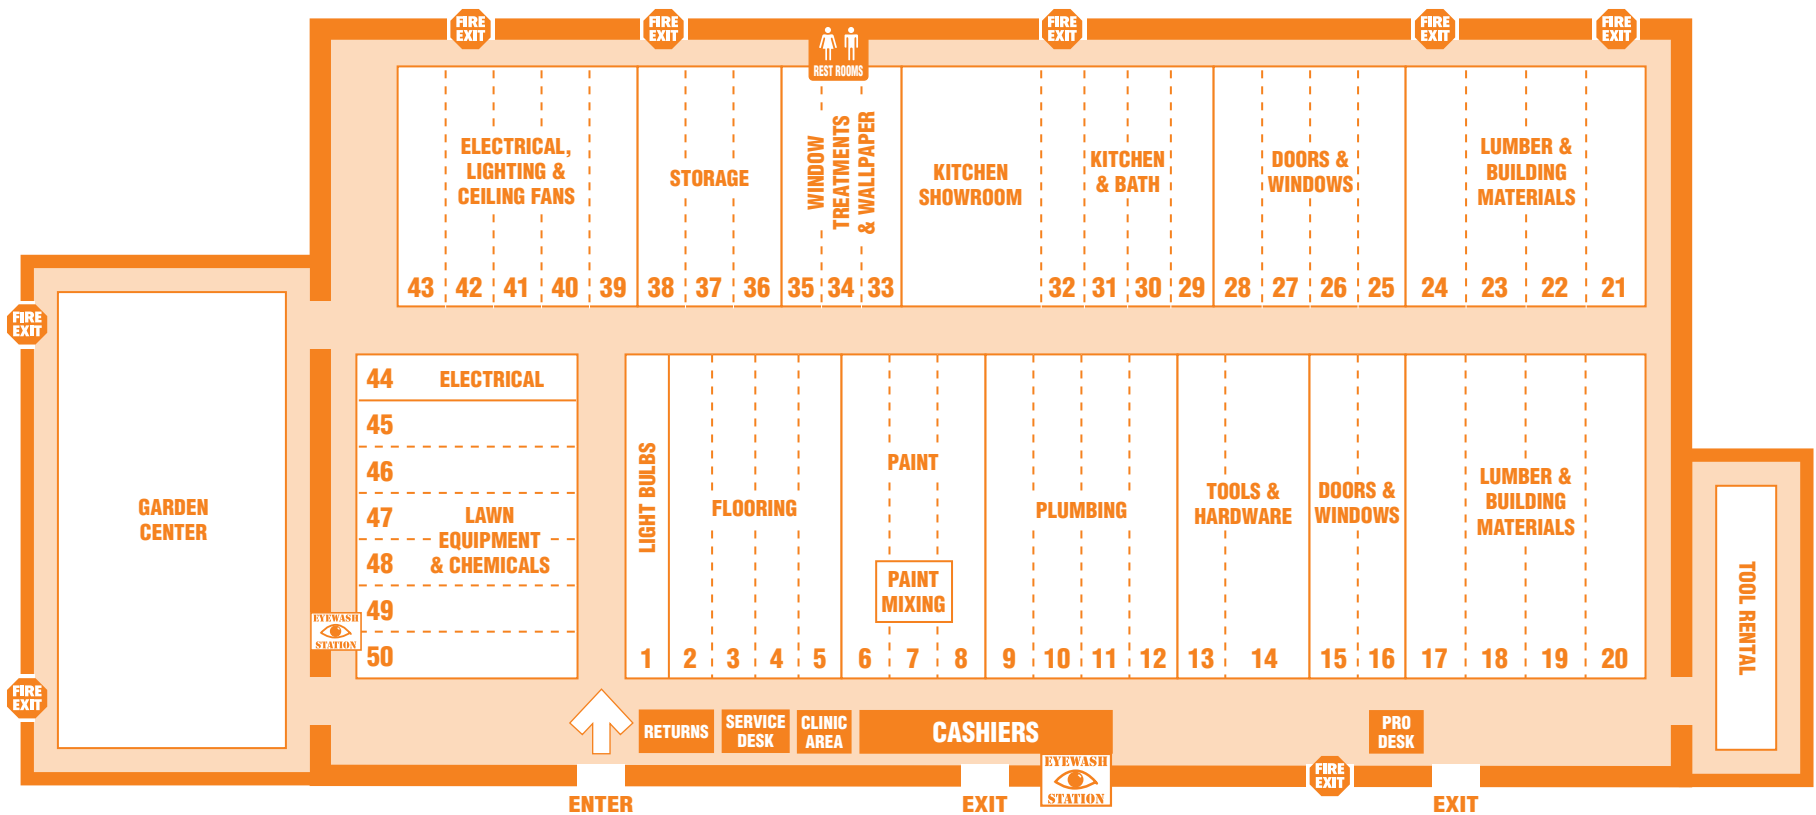 FIRE
EXIT
FIRE
EXIT
FIRE
EXIT
FIRE
EXIT
FIRE
EXIT
REST ROOMS
ELECTRICAL,
LIGHTING &
CEILING FANS
STORAGE
WINDOW
TREATMENTS
& WALLPAPER
KITCHEN
SHOWROOM
KITCHEN
& BATH
DOORS &
WINDOWS
LUMBER &
BUILDING
MATERIALS
43 42 41 40 39 38 37 36 35 34 33 32 31 30 29 28 27 26 25 24 23 22 21
FIRE
EXIT
GARDEN
CENTER
FIRE
EXIT
44 ELECTRICAL
45
46
47
48
49
50
LAWN
EQUIPMENT
& CHEMICALS
EYEWASH
STATION
LIGHT BULBS
FLOORING
PAINT
PAINT
MIXING
PLUMBING
TOOLS &
HARDWARE
DOORS &
WINDOWS
LUMBER &
BUILDING
MATERIALS
1 2 3 4 5 6 7 8 9 10 11 12 13 14 15 16 17 18 19 20
TOOL RENTAL
RETURNS
SERVICE
DESK
CLINIC
AREA
CASHIERS
PRO
DESK
EYEWASH
STATION
FIRE
EXIT
ENTER
EXIT
EXIT